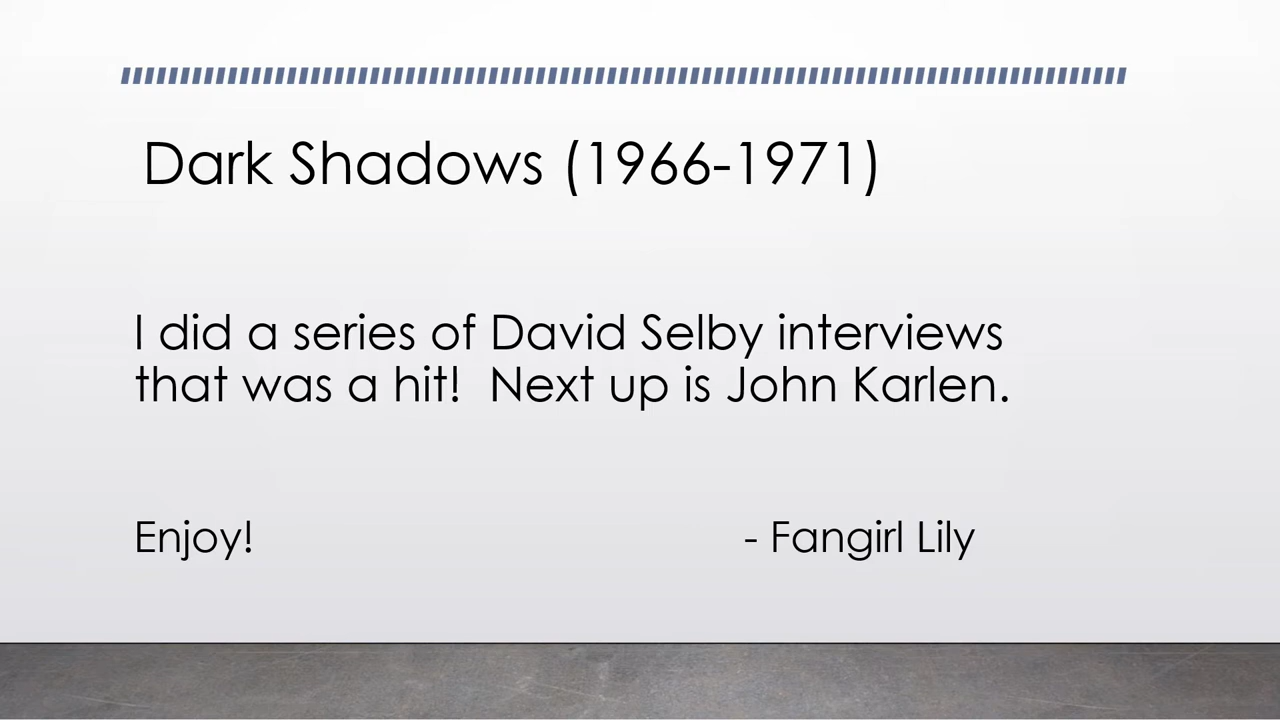 Dark Shadows (1966-1971)
I did a series of David Selby interviews
that was a hit!  Next up is John Karlen.
Enjoy!
- Fangirl Lily